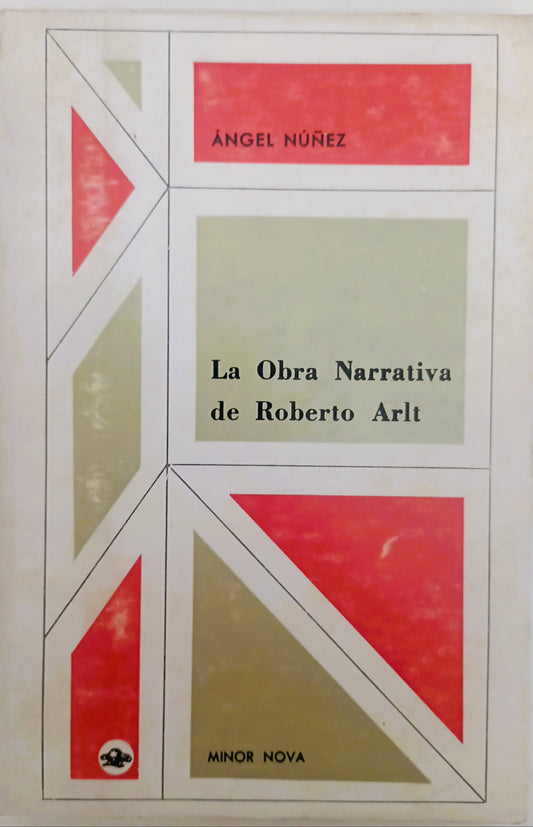 ÁNGEL NÚÑEZ
La Obra Narrativa
de Roberto Arlt
MINOR NOVA